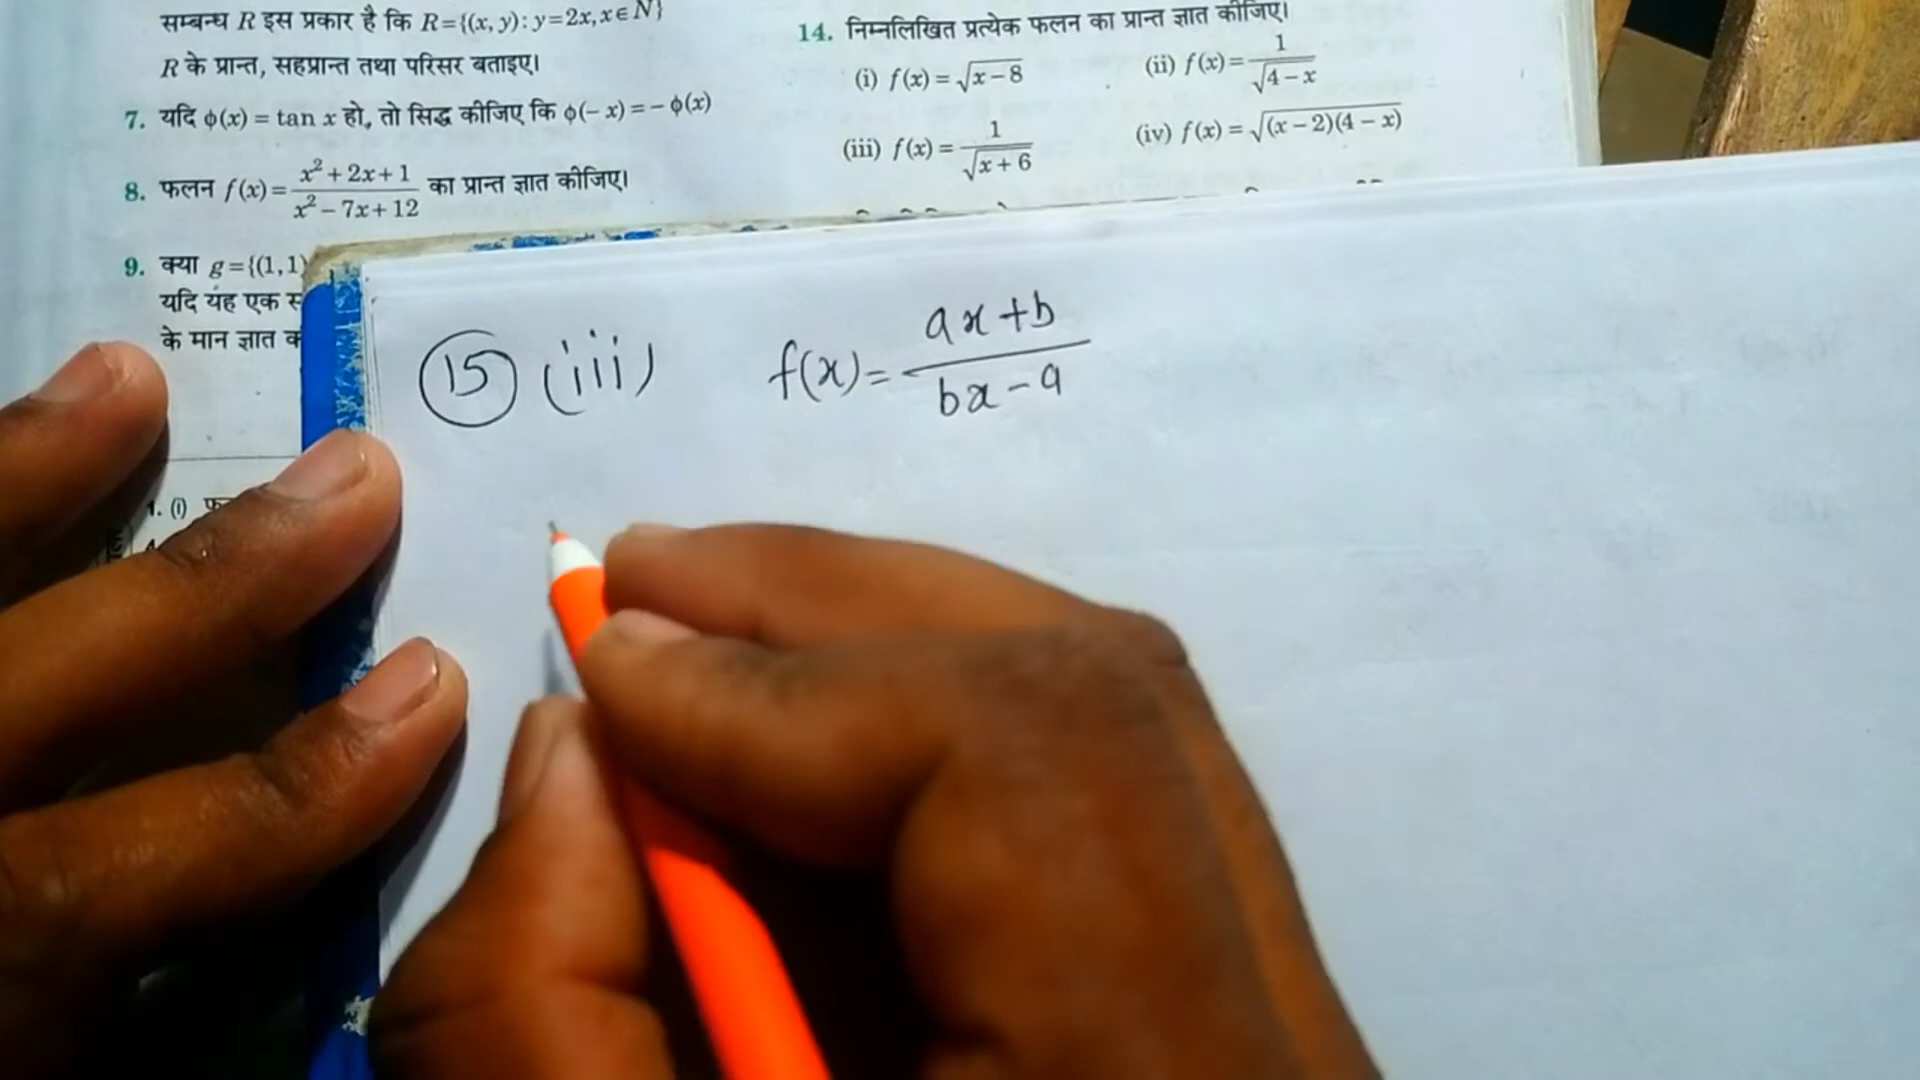 सम्बन्ध R इस प्रकार है कि R={(x, y): y=2x, x∈N}
R के प्रान्त, सहप्रान्त तथा परिसर बताइए।
7. यदि ϕ(x) = tan x हो, तो सिद्ध कीजिए कि ϕ(− x) = − ϕ(x)
8. फलन f(x) = (x² + 2x + 1)/(x² − 7x + 12) का प्रान्त ज्ञात कीजिए।
9. क्या g = {(1, 1)
यदि यह एक
के मान ज्ञात
1. (i)
14. निम्नलिखित प्रत्येक फलन का प्रान्त ज्ञात कीजिए।
(i) f(x) = √(x − 8) (ii) f(x) = 1/√(4 − x)
(iii) f(x) = 1/√(x + 6) (iv) f(x) = √((x − 2)(4 − x))
15 (iii) f(x) = (ax + b)/(bx − a)